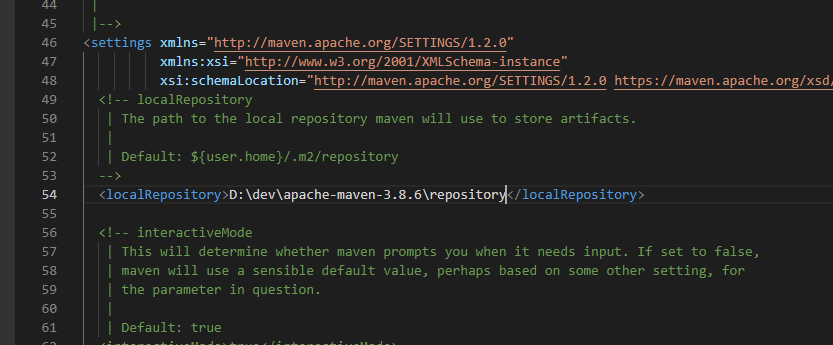 44 |
45 |-->
46 <settings xmlns="http://maven.apache.org/SETTINGS/1.2.0"
47 xmlns:xsi="http://www.w3.org/2001/XMLSchema-instance"
48 xsi:schemaLocation="http://maven.apache.org/SETTINGS/1.2.0 https://maven.apache.org/xsd/
49 <!-- localRepository
50 | The path to the local repository maven will use to store artifacts.
51 |
52 | Default: ${user.home}/.m2/repository
53 -->
54 <localRepository>D:\dev\apache-maven-3.8.6\repository</localRepository>
55
56 <!-- interactiveMode
57 | This will determine whether maven prompts you when it needs input. If set to false,
58 | maven will use a sensible default value, perhaps based on some other setting, for
59 | the parameter in question.
60 |
61 | Default: true
62 <interactiveMode>true</interactiveMode>